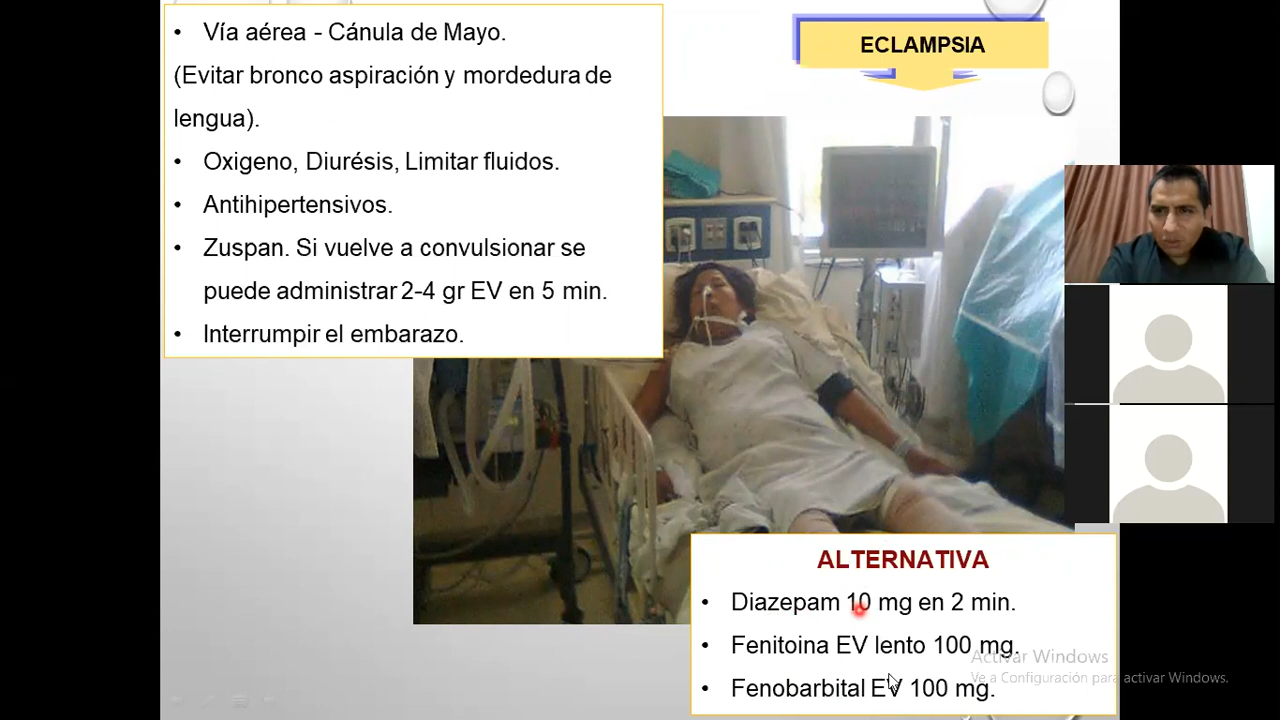 • Vía aérea - Cánula de Mayo.
(Evitar bronco aspiración y mordedura de
lengua).
• Oxigeno, Diurésis, Limitar fluidos.
• Antihipertensivos.
• Zuspan. Si vuelve a convulsionar se
puede administrar 2-4 gr EV en 5 min.
• Interrumpir el embarazo.
ECLAMPSIA
ALTERNATIVA
• Diazepam 10 mg en 2 min.
• Fenitoina EV lento 100 mg.
• Fenobarbital EV 100 mg.
Activar Windows
Ve a Configuración para activar Windows.